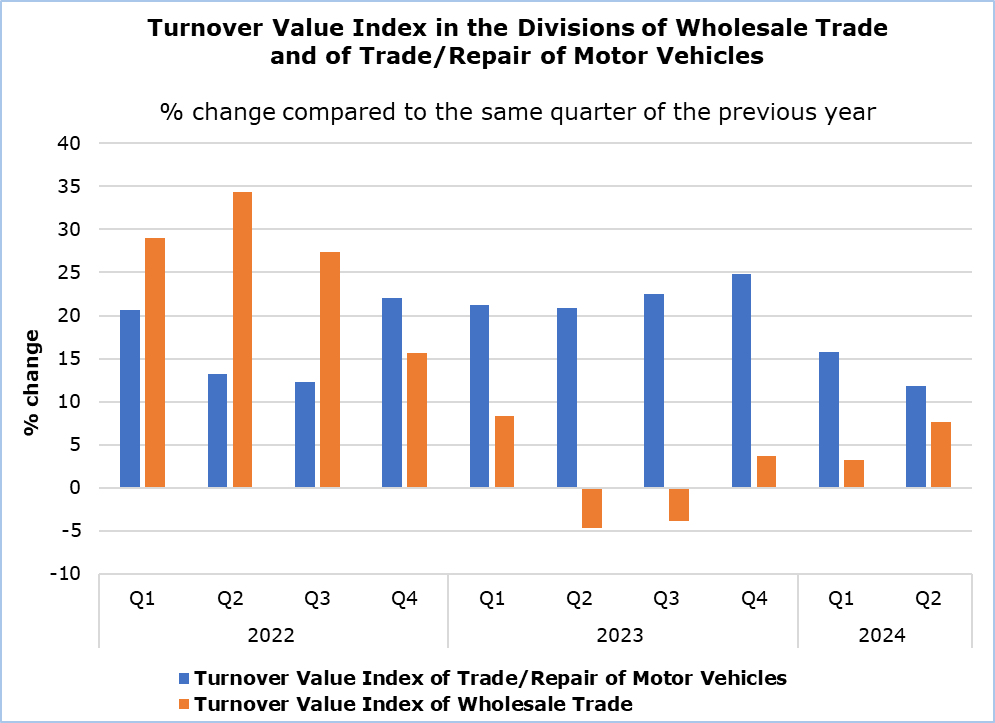 Turnover Value Index in the Divisions of Wholesale Trade
and of Trade/Repair of Motor Vehicles
% change compared to the same quarter of the previous year
40
35
30
25
20
15
10
5
0
-5
-10
% change
Q1 Q2 Q3 Q4 Q1 Q2 Q3 Q4 Q1 Q2
2022 2023 2024
Turnover Value Index of Trade/Repair of Motor Vehicles
Turnover Value Index of Wholesale Trade